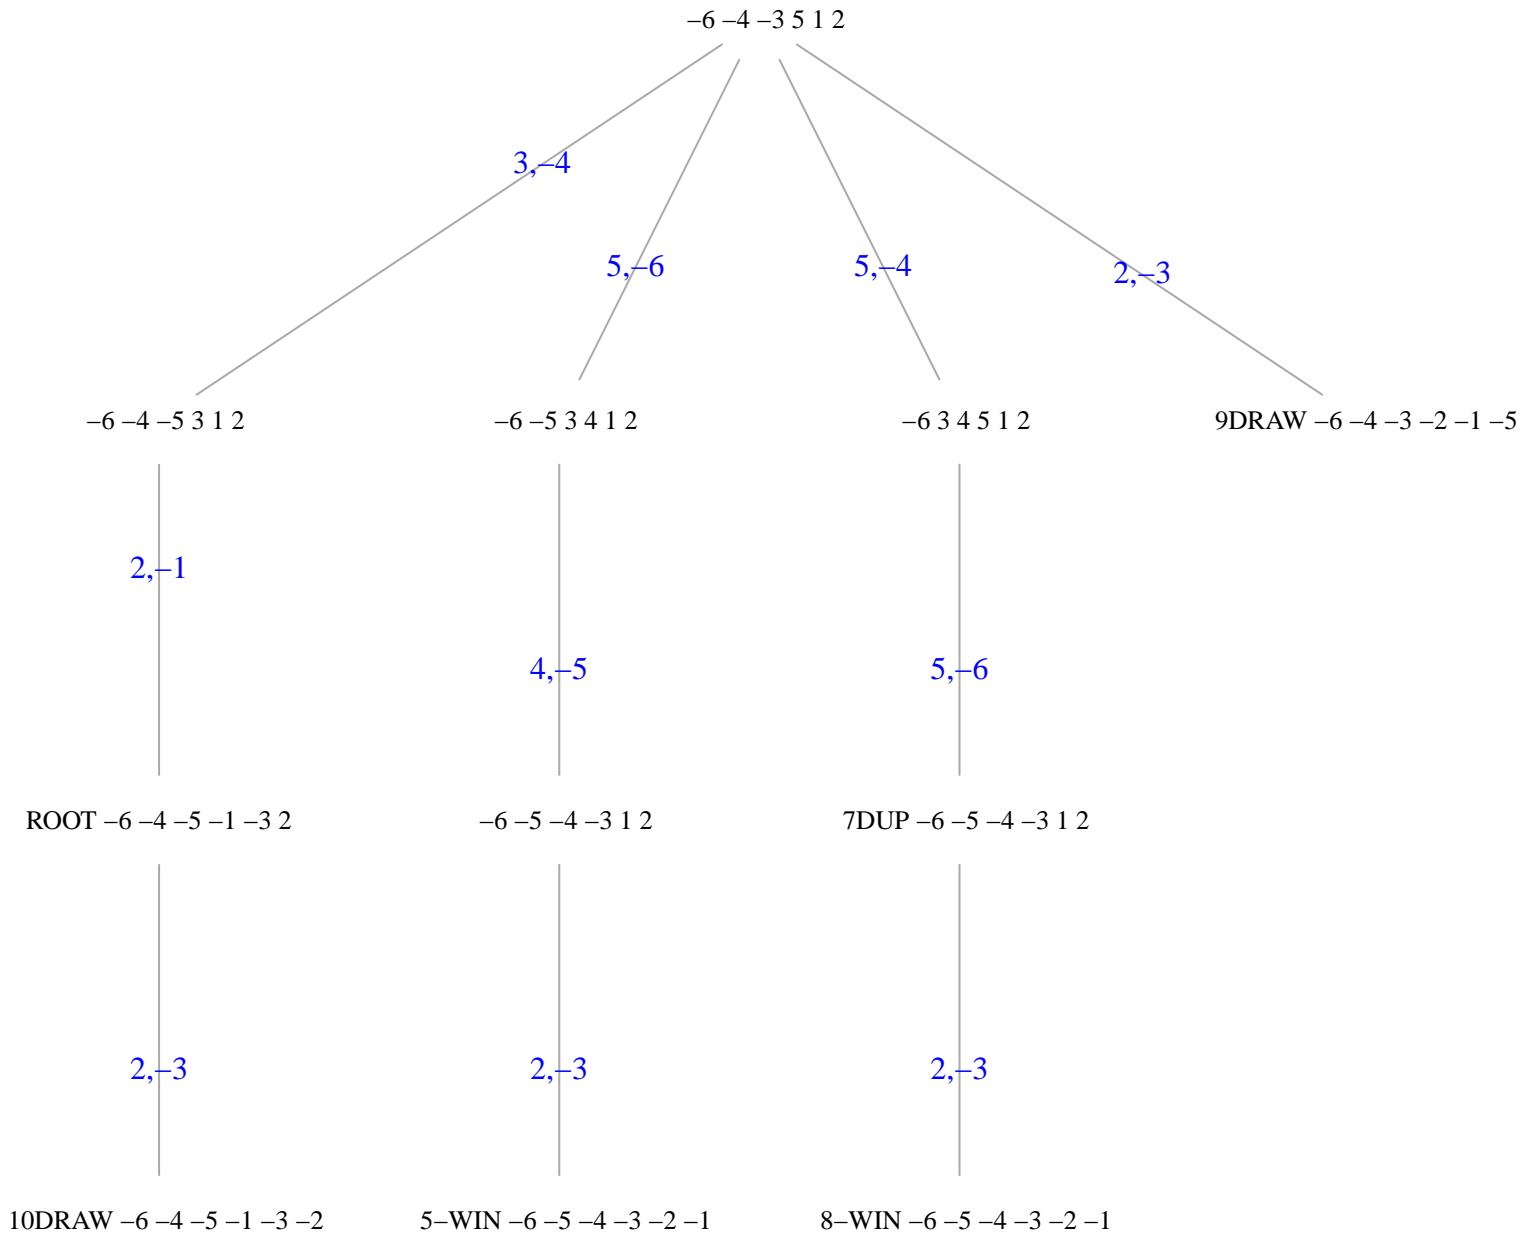 –6 –4 –3 5 1 2
3,–4
5,–6
5,–4
2,–3
–6 –4 –5 3 1 2
–6 –5 3 4 1 2
–6 3 4 5 1 2
9DRAW –6 –4 –3 –2 –1 –5
2,–1
4,–5
5,–6
ROOT –6 –4 –5 –1 –3 2
–6 –5 –4 –3 1 2
7DUP –6 –5 –4 –3 1 2
2,–3
2,–3
2,–3
10DRAW –6 –4 –5 –1 –3 –2
5–WIN –6 –5 –4 –3 –2 –1
8–WIN –6 –5 –4 –3 –2 –1